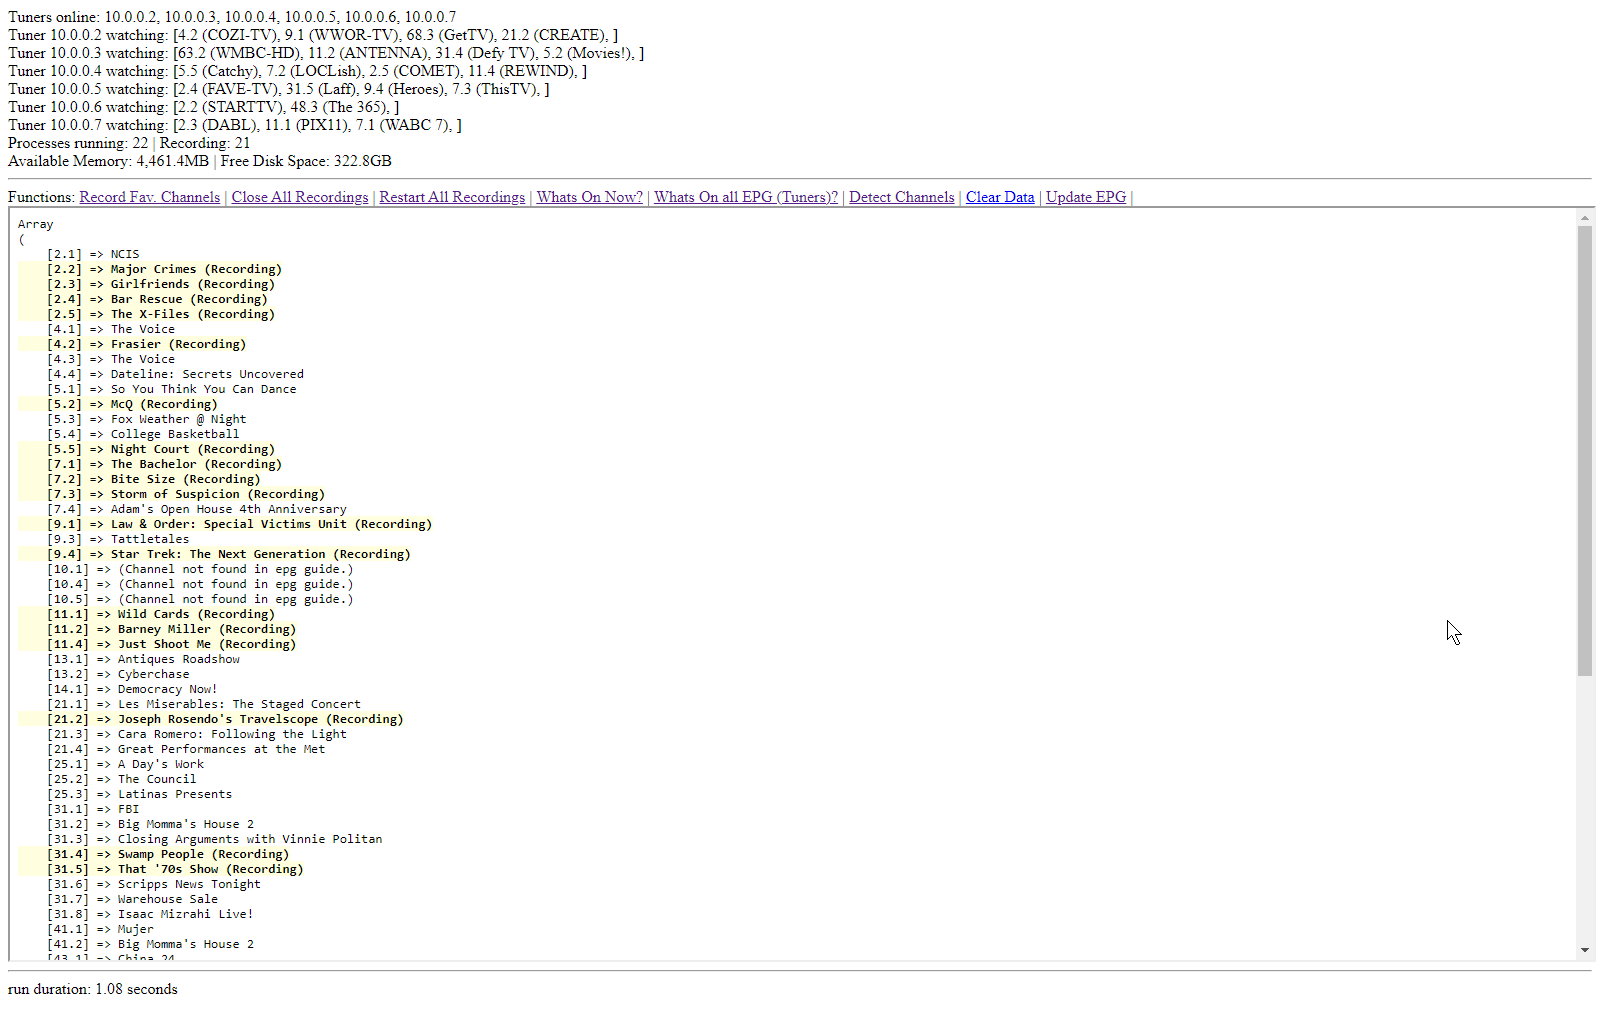 Tuners online: 10.0.0.2, 10.0.0.3, 10.0.0.4, 10.0.0.5, 10.0.0.6, 10.0.0.7
Tuner 10.0.0.2 watching: [4.2 (COZI-TV), 9.1 (WWOR-TV), 68.3 (GetTV), 21.2 (CREATE), ]
Tuner 10.0.0.3 watching: [63.2 (WMBC-HD), 11.2 (ANTENNA), 31.4 (Defy TV), 5.2 (Movies!), ]
Tuner 10.0.0.4 watching: [5.5 (Catchy), 7.2 (LOCLish), 2.5 (COMET), 11.4 (REWIND), ]
Tuner 10.0.0.5 watching: [2.4 (FAVE-TV), 31.5 (Laff), 9.4 (Heroes), 7.3 (ThisTV), ]
Tuner 10.0.0.6 watching: [2.2 (STARTTV), 48.3 (The 365), ]
Tuner 10.0.0.7 watching: [2.3 (DABL), 11.1 (PIX11), 7.1 (WABC 7), ]
Processes running: 22 | Recording: 21
Available Memory: 4,461.4MB | Free Disk Space: 322.8GB
Functions: Record Fav. Channels | Close All Recordings | Restart All Recordings | Whats On Now? | Whats On all EPG (Tuners)? | Detect Channels | Clear Data | Update EPG |
Array
(
[2.1] => NCIS
[2.2] => Major Crimes (Recording)
[2.3] => Girlfriends (Recording)
[2.4] => Bar Rescue (Recording)
[2.5] => The X-Files (Recording)
[4.1] => The Voice
[4.2] => Frasier (Recording)
[4.3] => The Voice
[4.4] => Dateline: Secrets Uncovered
[5.1] => So You Think You Can Dance
[5.2] => McQ (Recording)
[5.3] => Fox Weather @ Night
[5.4] => College Basketball
[5.5] => Night Court (Recording)
[7.1] => The Bachelor (Recording)
[7.2] => Bite Size (Recording)
[7.3] => Storm of Suspicion (Recording)
[7.4] => Adam's Open House 4th Anniversary
[9.1] => Law & Order: Special Victims Unit (Recording)
[9.3] => Tattletales
[9.4] => Star Trek: The Next Generation (Recording)
[10.1] => (Channel not found in epg guide.)
[10.4] => (Channel not found in epg guide.)
[10.5] => (Channel not found in epg guide.)
[11.1] => Wild Cards (Recording)
[11.2] => Barney Miller (Recording)
[11.4] => Just Shoot Me (Recording)
[13.1] => Antiques Roadshow
[13.2] => Cyberchase
[14.1] => Democracy Now!
[21.1] => Les Miserables: The Staged Concert
[21.2] => Joseph Rosendo's Travelscope (Recording)
[21.3] => Cara Romero: Following the Light
[21.4] => Great Performances at the Met
[25.1] => A Day's Work
[25.2] => The Council
[25.3] => Latinas Presents
[31.1] => FBI
[31.2] => Big Momma's House 2
[31.3] => Closing Arguments with Vinnie Politan
[31.4] => Swamp People (Recording)
[31.5] => That '70s Show (Recording)
[31.6] => Scripps News Tonight
[31.7] => Warehouse Sale
[31.8] => Isaac Mizrahi Live!
[41.1] => Mujer
[41.2] => Big Momma's House 2
[43.1] => China 24
run duration: 1.08 seconds